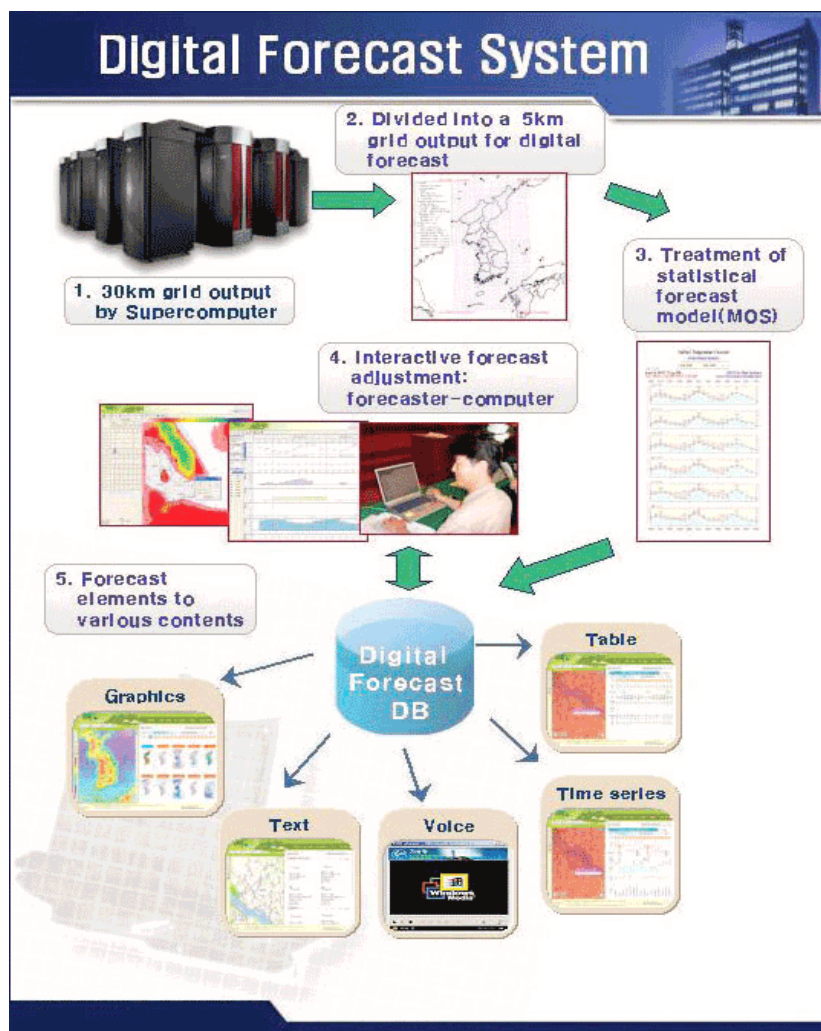 Digital Forecast System
2. Divided into a 5km
grid output for digital
forecast
1. 30km grid output
by Supercomputer
3. Treatment of
statistical
forecast
model(MOS)
4. Interactive forecast
adjustment:
forecaster-computer
5. Forecast
elements to
various contents
Digital
Forecast
DB
Table
Graphics
Time series
Text
Voice
Windows
Media